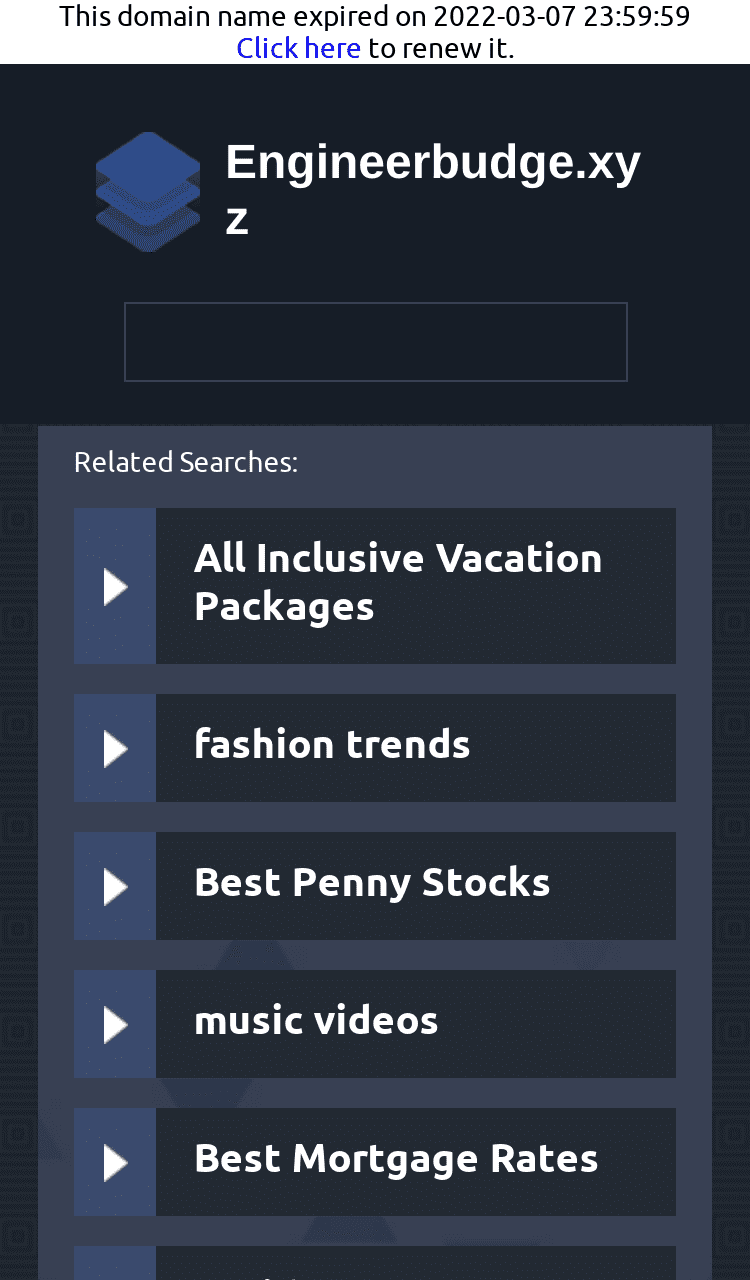 This domain name expired on 2022-03-07 23:59:59
Click here to renew it.
Engineerbudge.xy
z
Related Searches:
All Inclusive Vacation
Packages
fashion trends
Best Penny Stocks
music videos
Best Mortgage Rates